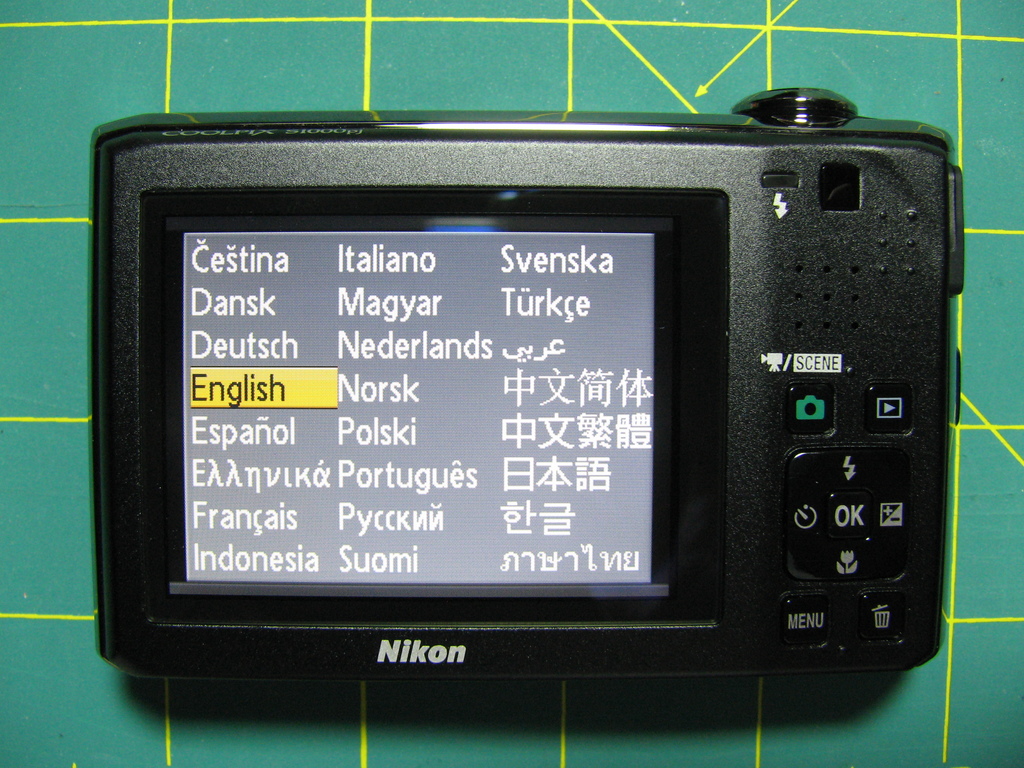 COOLPIX S1000pj
Čeština Italiano Svenska
Dansk Magyar Türkçe
Deutsch Nederlands عربي
English Norsk 中文简体
Español Polski 中文繁體
Ελληνικά Português 日本語
Français Русский 한글
Indonesia Suomi ภาษาไทย
/SCENE
OK
MENU
Nikon